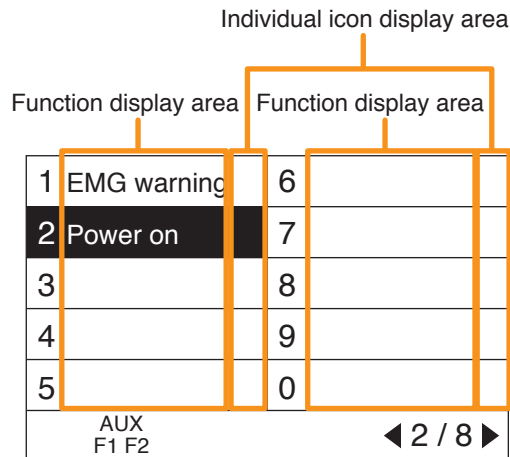 Individual icon display area
Function display area Function display area
1 EMG warning 6
2 Power on 7
3 8
4 9
5 0
AUX
F1 F2
◀ 2 / 8 ▶